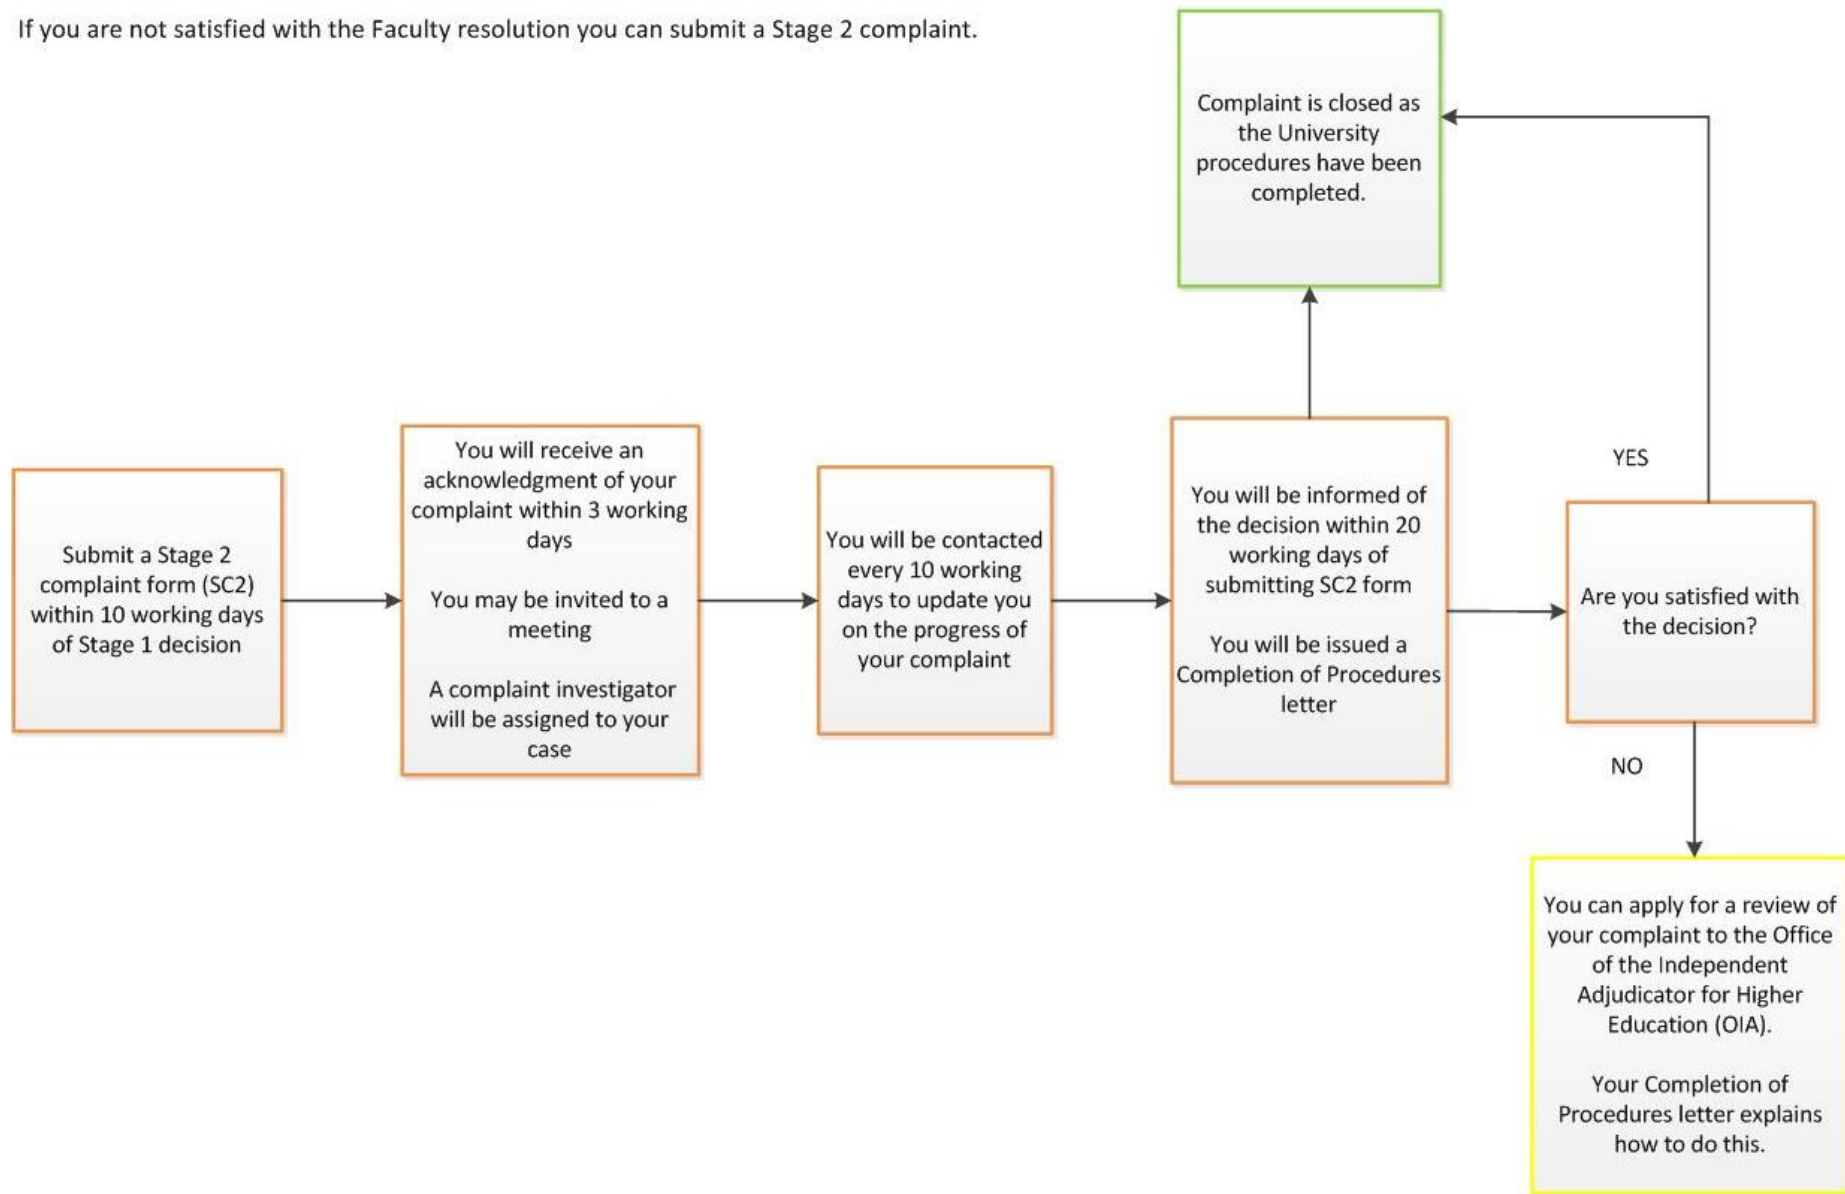 If you are not satisfied with the Faculty resolution you can submit a Stage 2 complaint.
Complaint is closed as
the University
procedures have been
completed.
Submit a Stage 2
complaint form (SC2)
within 10 working days
of Stage 1 decision
You will receive an
acknowledgment of your
complaint within 3 working
days
You may be invited to a
meeting
A complaint investigator
will be assigned to your
case
You will be contacted
every 10 working
days to update you
on the progress of
your complaint
You will be informed of
the decision within 20
working days of
submitting SC2 form
You will be issued a
Completion of Procedures
letter
YES
Are you satisfied with
the decision?
NO
You can apply for a review of
your complaint to the Office
of the Independent
Adjudicator for Higher
Education (OIA).
Your Completion of
Procedures letter explains
how to do this.